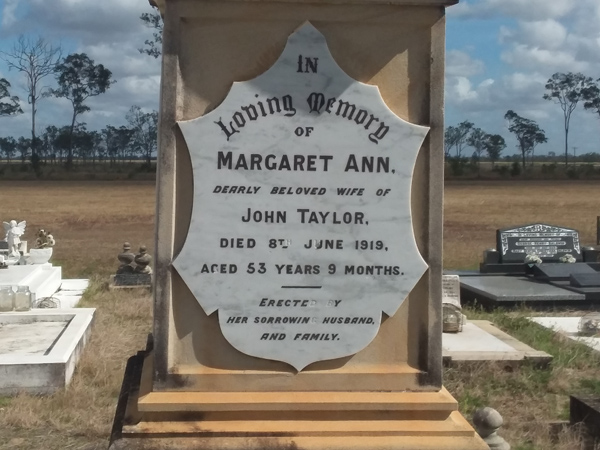 IN
Loving Memory
OF
MARGARET ANN,
DEARLY BELOVED WIFE OF
JOHN TAYLOR,
DIED 8TH JUNE 1919,
AGED 53 YEARS 9 MONTHS.
ERECTED BY
HER SORROWING HUSBAND,
AND FAMILY.